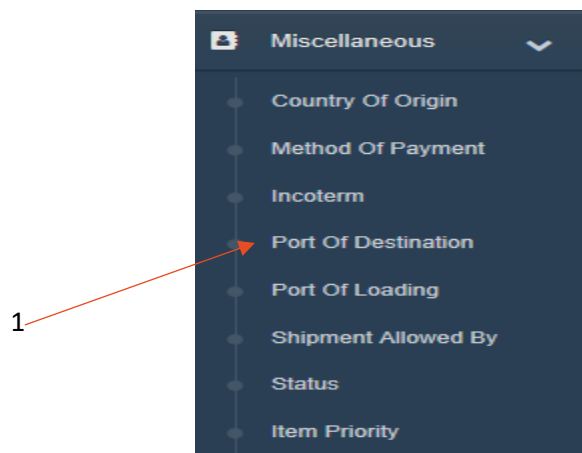 Miscellaneous
Country Of Origin
Method Of Payment
Incoterm
Port Of Destination
Port Of Loading
1
Shipment Allowed By
Status
Item Priority